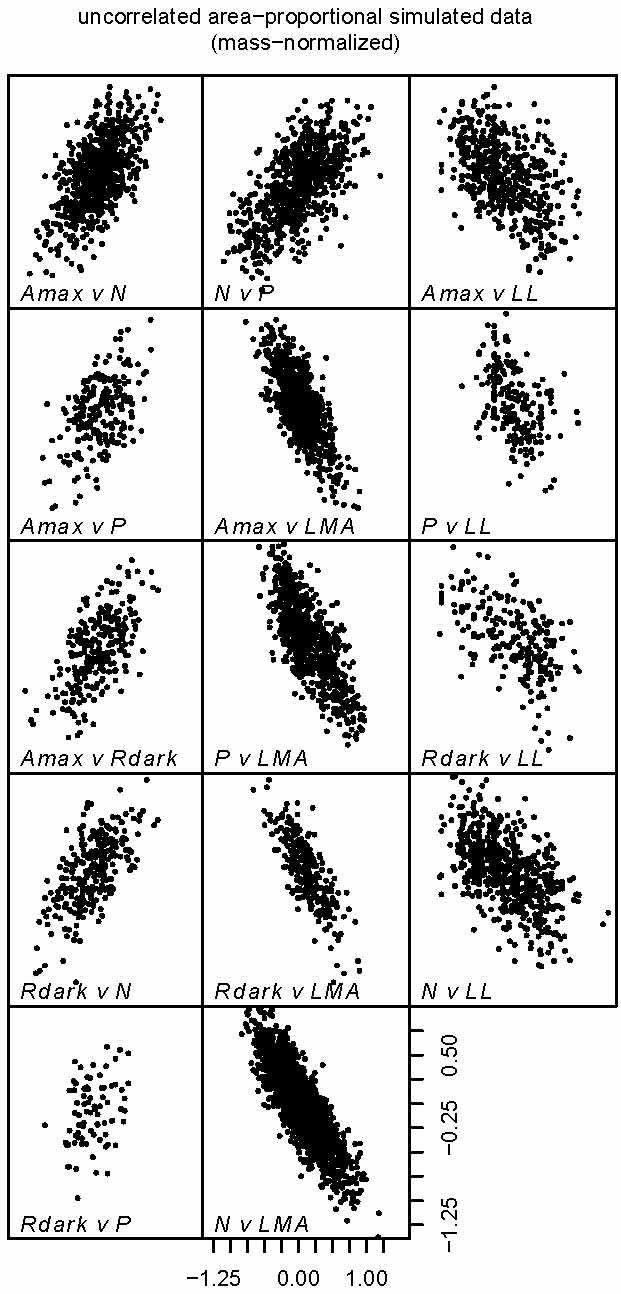 uncorrelated area−proportional simulated data
(mass−normalized)
Amax v N
N v P
Amax v LL
Amax v P
Amax v LMA
P v LL
Amax v Rdark
P v LMA
Rdark v LL
Rdark v N
Rdark v LMA
N v LL
Rdark v P
N v LMA
0.50
−0.25
−1.25
−1.25 0.00 1.00